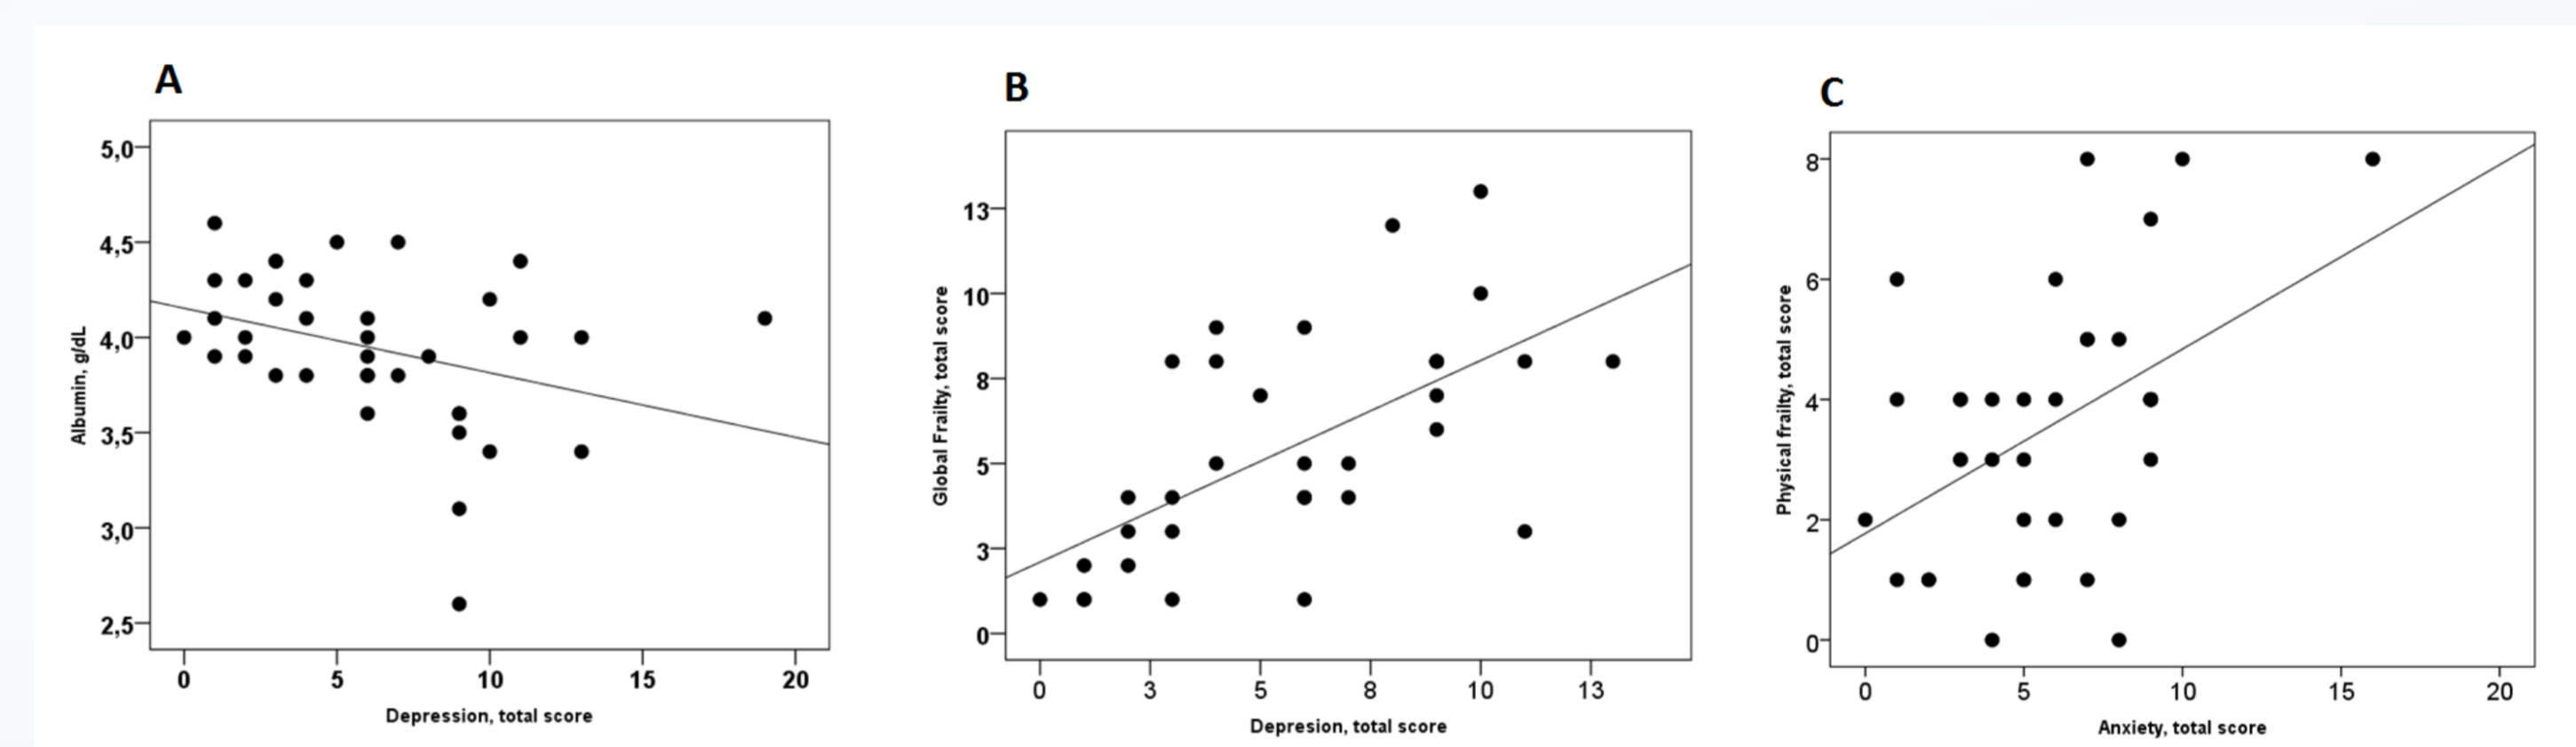 A
5,0
4,5
4,0
3,5
3,0
2,5
Albumin, g/dL
0 5 10 15 20
Depression, total score
B
13
10
8
5
3
0
Global Frailty, total score
0 3 5 8 10 13
Depresion, total score
C
8
6
4
2
0
Physical frailty, total score
0 5 10 15 20
Anxiety, total score